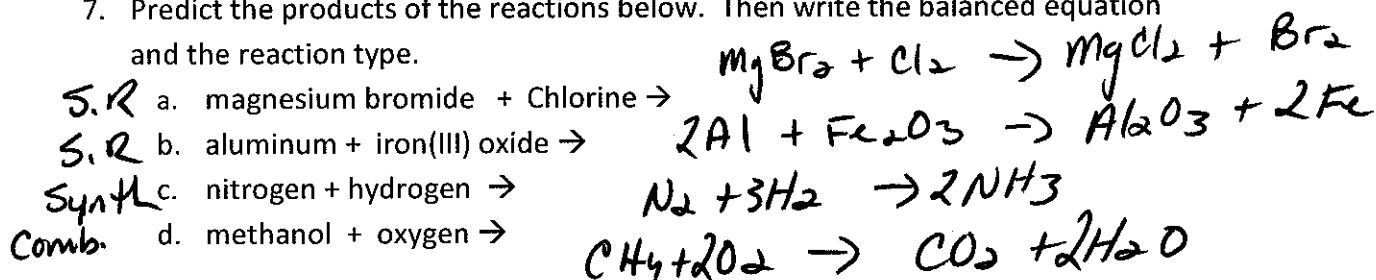 7. Predict the products of the reactions below. Then write the balanced equation
and the reaction type.
MgBr₂ + Cl₂ → MgCl₂ + Br₂
S.R a. magnesium bromide + Chlorine →
S.R b. aluminum + iron(III) oxide → 2Al + Fe₂O₃ → Al₂O₃ + 2Fe
Synth c. nitrogen + hydrogen → N₂ + 3H₂ → 2NH3
Comb. d. methanol + oxygen → CH₄ + 2O₂ → CO₂ + 2H₂O